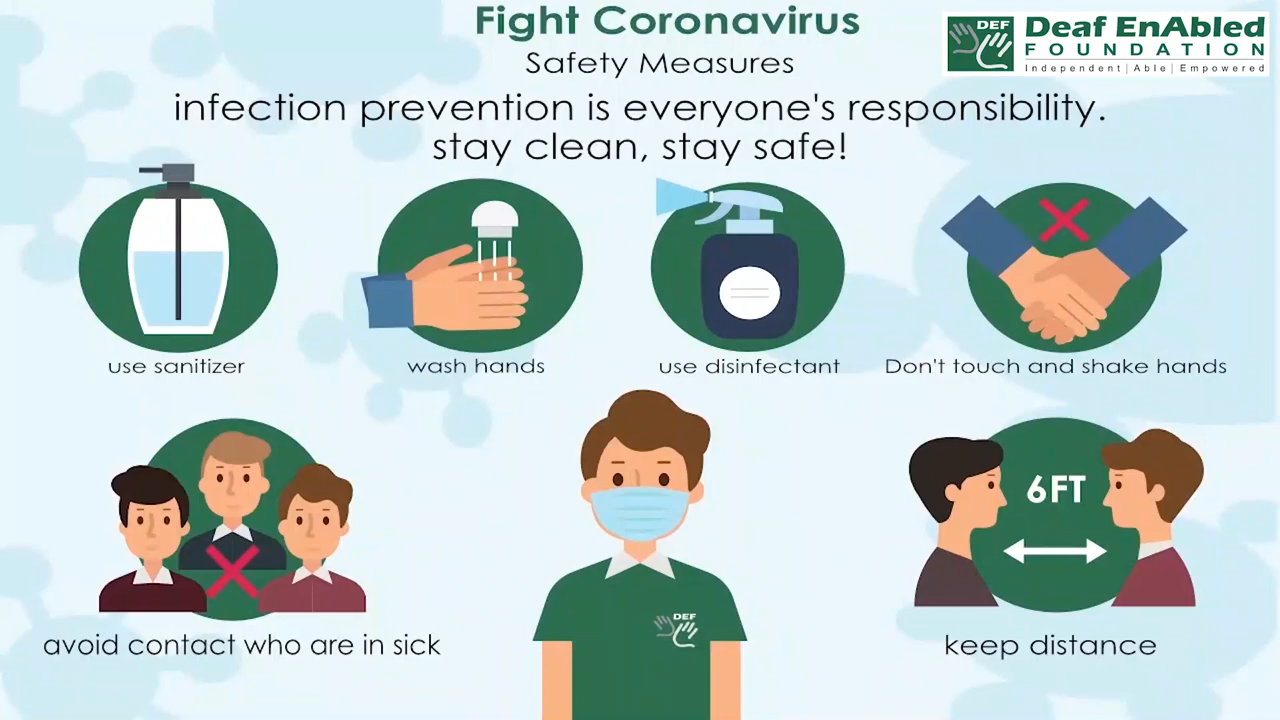 Fight Coronavirus
Safety Measures
DEF
Deaf EnAbled
FOUNDATION
Independent | Able | Empowered
infection prevention is everyone's responsibility.
stay clean, stay safe!
use sanitizer
wash hands
use disinfectant
Don't touch and shake hands
6FT
DEF
avoid contact who are in sick
keep distance